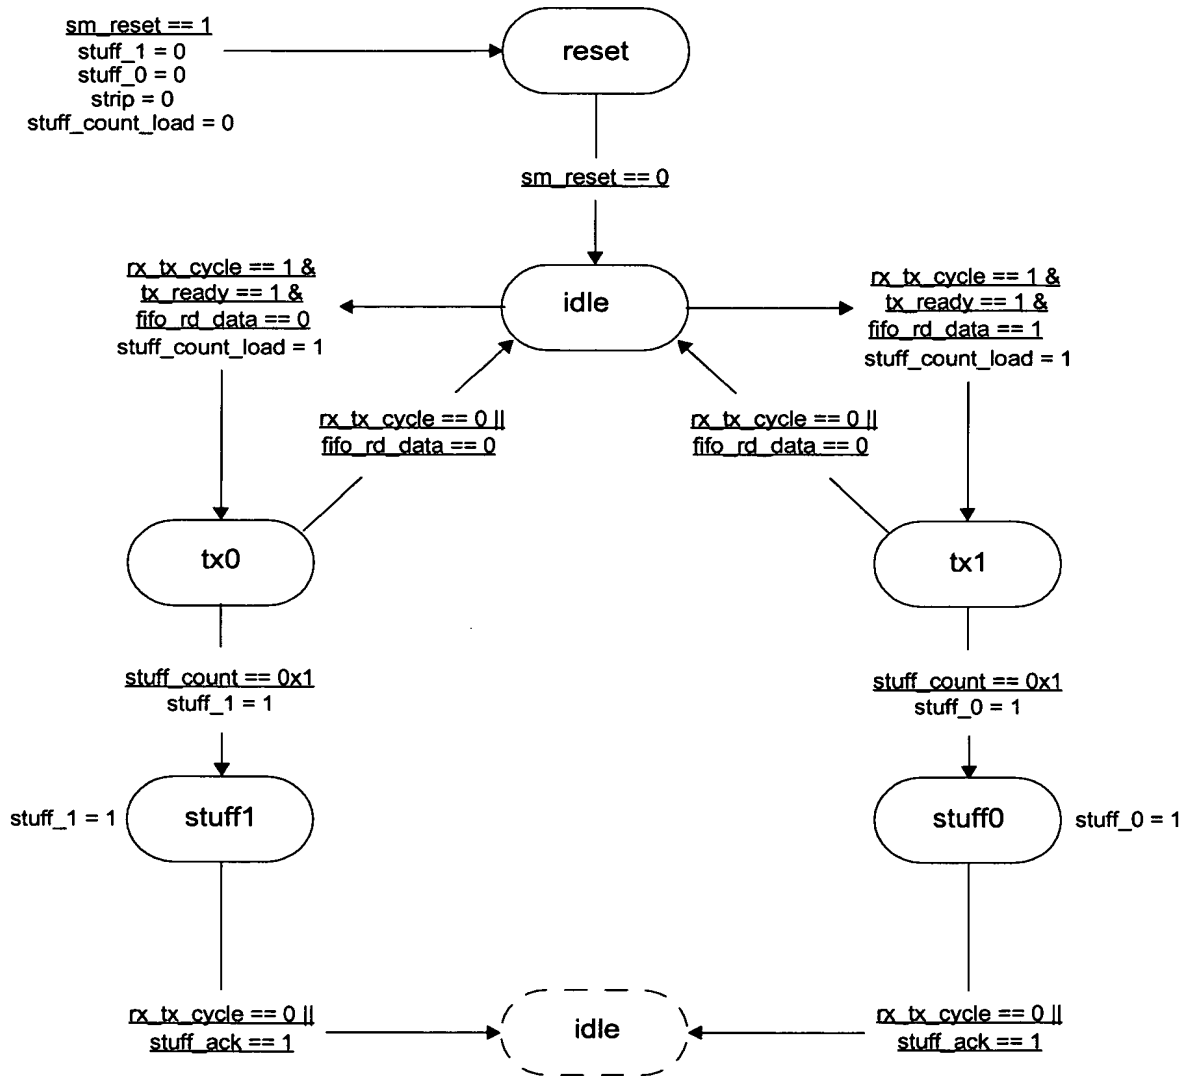 sm_reset == 1
stuff_1 = 0
stuff_0 = 0
strip = 0
stuff_count_load = 0
reset
sm_reset == 0
idle
rx_tx_cycle == 1 &
tx_ready == 1 &
fifo_rd_data == 0
stuff_count_load = 1
rx_tx_cycle == 1 &
tx_ready == 1 &
fifo_rd_data == 1
stuff_count_load = 1
rx_tx_cycle == 0 ||
fifo_rd_data == 0
rx_tx_cycle == 0 ||
fifo_rd_data == 0
tx0
tx1
stuff_count == 0x1
stuff_1 = 1
stuff_count == 0x1
stuff_0 = 1
stuff_1 = 1
stuff1
stuff0
stuff_0 = 1
rx_tx_cycle == 0 ||
stuff_ack == 1
idle
rx_tx_cycle == 0 ||
stuff_ack == 1